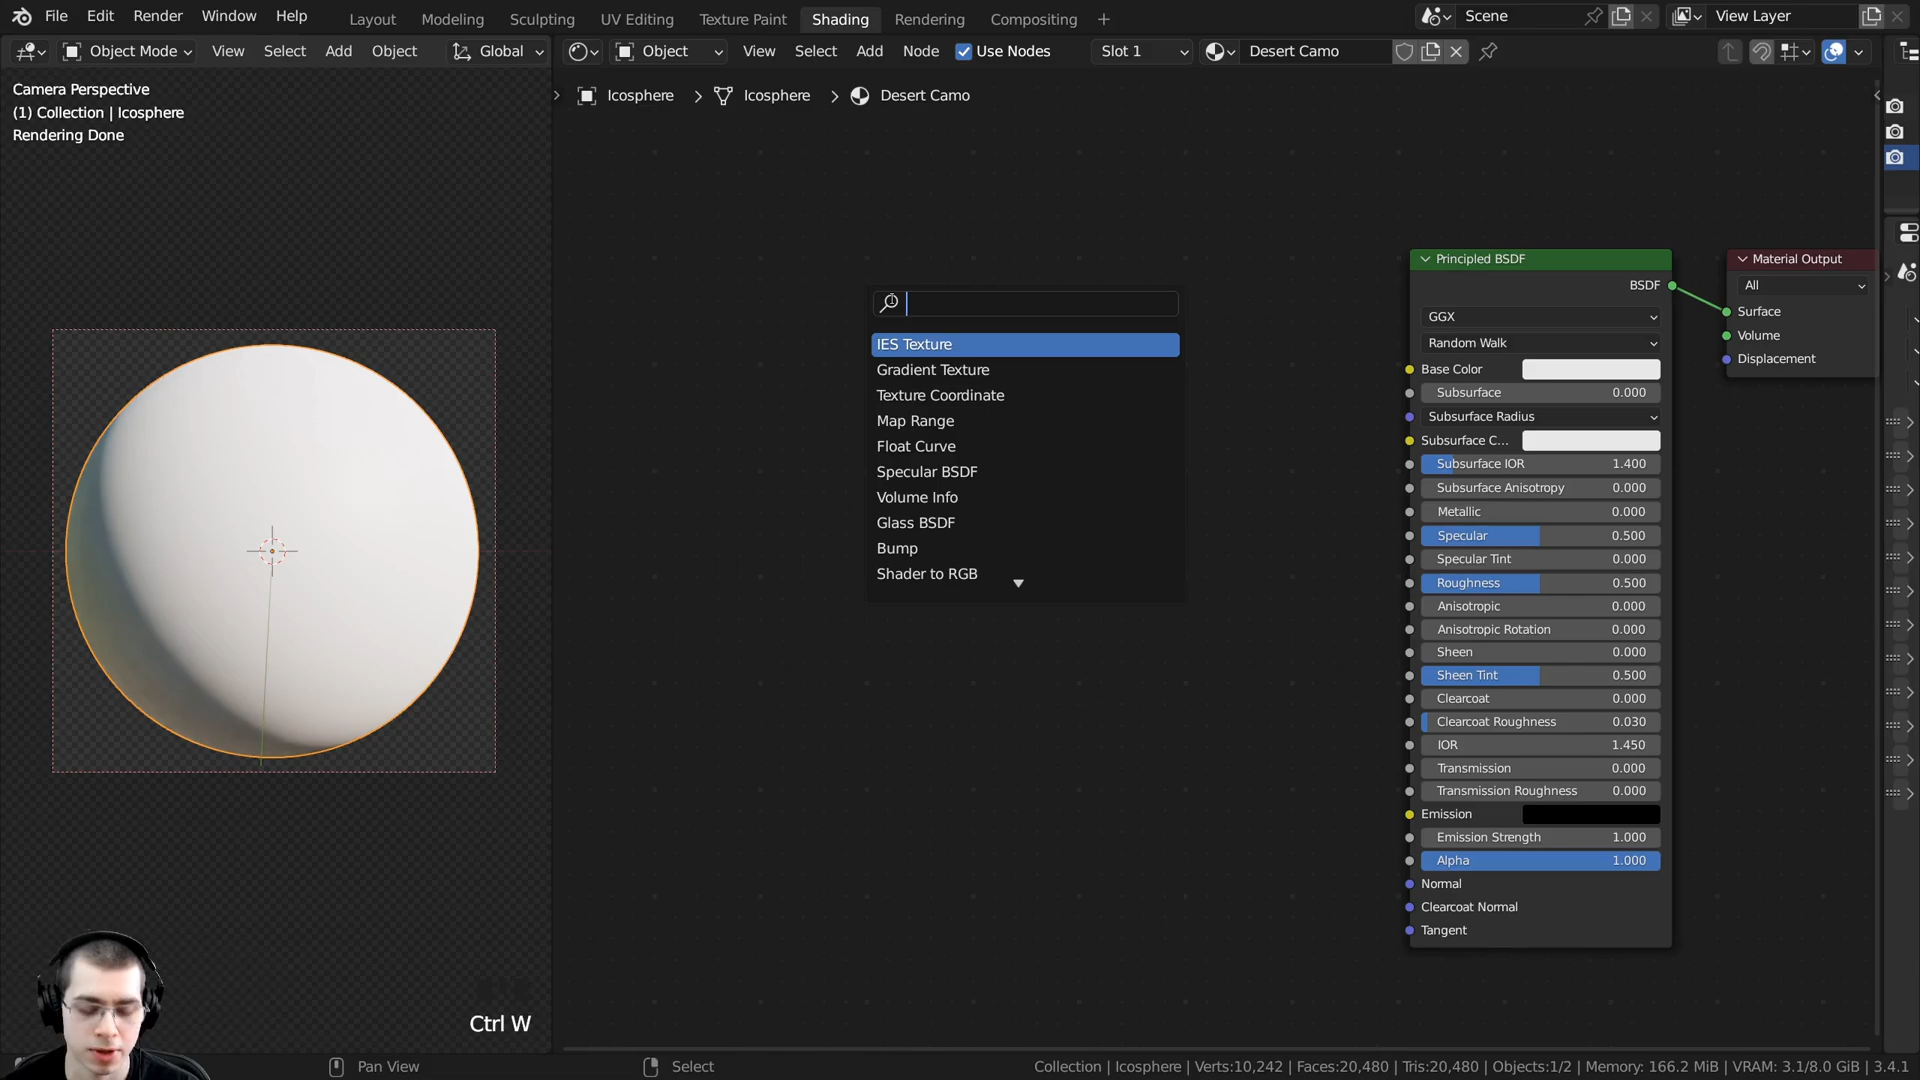 File Edit Render Window Help Layout Modeling Sculpting UV Editing Texture Paint Shading Rendering Compositing + Scene View Layer
Object Mode View Select Add Object Global Object View Select Add Node Use Nodes Slot 1 Desert Camo
Camera Perspective
(1) Collection | Icosphere
Rendering Done
Icosphere Icosphere Desert Camo
IES Texture
Gradient Texture
Texture Coordinate
Map Range
Float Curve
Specular BSDF
Volume Info
Glass BSDF
Bump
Shader to RGB
Principled BSDF
BSDF
GGX
Random Walk
Base Color
Subsurface 0.000
Subsurface Radius
Subsurface C...
Subsurface IOR 1.400
Subsurface Anisotropy 0.000
Metallic 0.000
Specular 0.500
Specular Tint 0.000
Roughness 0.500
Anisotropic 0.000
Anisotropic Rotation 0.000
Sheen 0.000
Sheen Tint 0.500
Clearcoat 0.000
Clearcoat Roughness 0.030
IOR 1.450
Transmission 0.000
Transmission Roughness 0.000
Emission
Emission Strength 1.000
Alpha 1.000
Normal
Clearcoat Normal
Tangent
Material Output
All
Surface
Volume
Displacement
Ctrl W
Pan View Select Collection | Icosphere | Verts:10,242 | Faces:20,480 | Tris:20,480 | Objects:1/2 | Memory: 166.2 MiB | VRAM: 3.1/8.0 GiB | 3.4.1